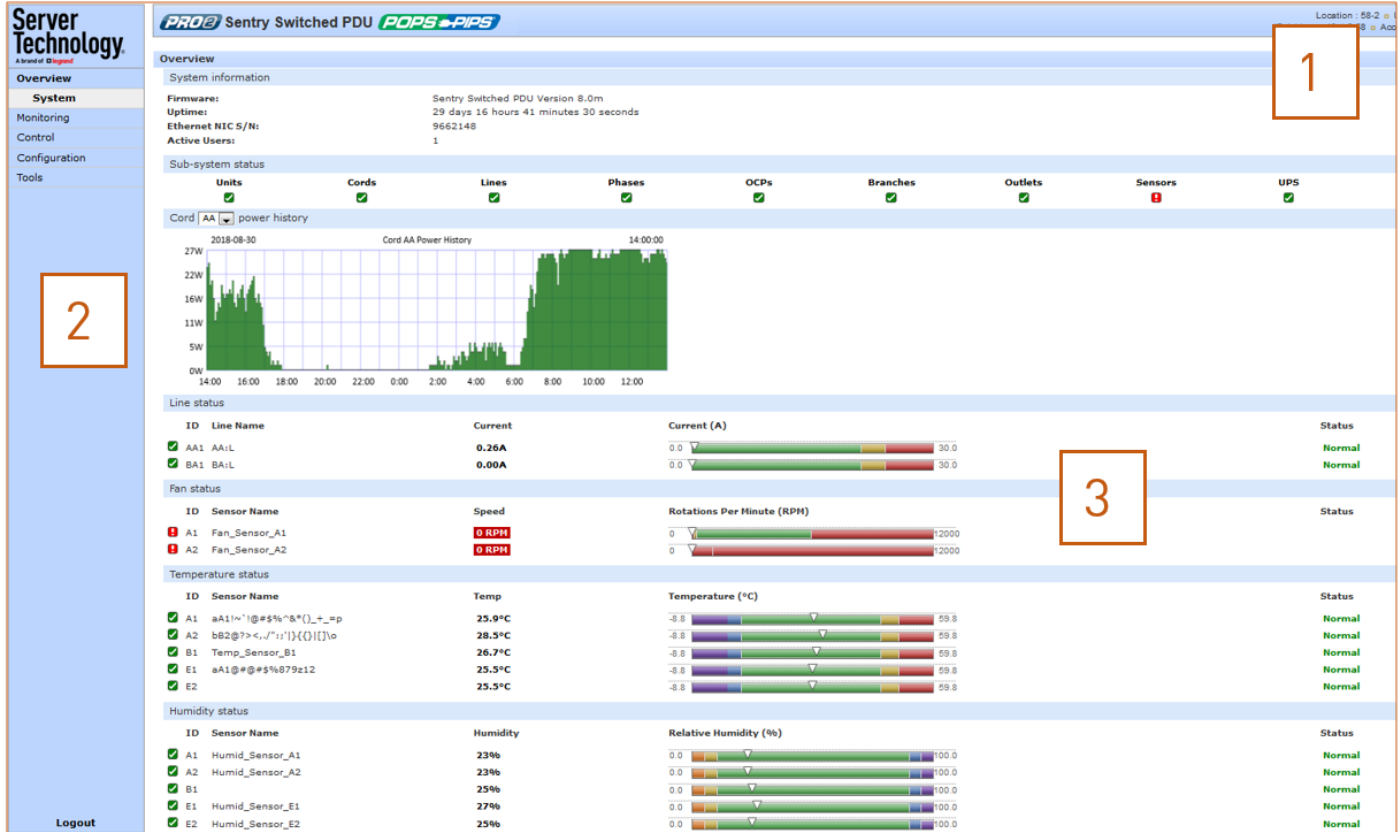 Server
Technology.
A brand of legrand
PRO2 Sentry Switched PDU POPS PIPS
Location : 58-2
1
Overview
System
Monitoring
Control
Configuration
Tools
2
Logout
Overview
System information
Firmware: Sentry Switched PDU Version 8.0m
Uptime: 29 days 16 hours 41 minutes 30 seconds
Ethernet NIC S/N: 9662148
Active Users: 1
Sub-system status
Units Cords Lines Phases OCPs Branches Outlets Sensors UPS
Cord AA power history
2018-08-30 Cord AA Power History 14:00:00
27W
22W
16W
11W
5W
0W
14:00 16:00 18:00 20:00 22:00 0:00 2:00 4:00 6:00 8:00 10:00 12:00
Line status
ID Line Name Current Current (A) Status
AA1 AA:L 0.26A 0.0 30.0 Normal
BA1 BA:L 0.00A 0.0 30.0 Normal
3
Fan status
ID Sensor Name Speed Rotations Per Minute (RPM) Status
A1 Fan_Sensor_A1 0 RPM 0 12000
A2 Fan_Sensor_A2 0 RPM 0 12000
Temperature status
ID Sensor Name Temp Temperature (°C) Status
A1 aA1!~`!@#$%^&*()_+_=p 25.9°C -8.8 59.8 Normal
A2 bB2@?><,./":;'|}{{}|[]\o 28.5°C -8.8 59.8 Normal
B1 Temp_Sensor_B1 26.7°C -8.8 59.8 Normal
E1 aA1@#@#$%879z12 25.5°C -8.8 59.8 Normal
E2 25.5°C -8.8 59.8 Normal
Humidity status
ID Sensor Name Humidity Relative Humidity (%) Status
A1 Humid_Sensor_A1 23% 0.0 100.0 Normal
A2 Humid_Sensor_A2 23% 0.0 100.0 Normal
B1 25% 0.0 100.0 Normal
E1 Humid_Sensor_E1 27% 0.0 100.0 Normal
E2 Humid_Sensor_E2 25% 0.0 100.0 Normal